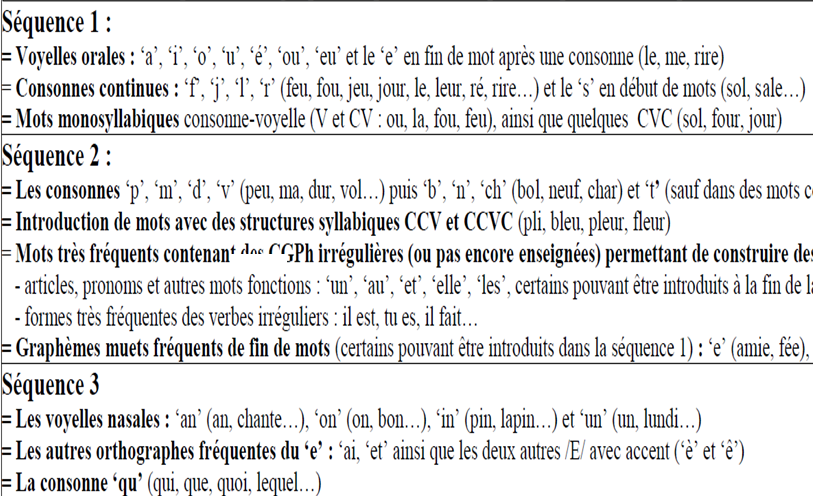 Séquence 1 :
= Voyelles orales : ‘a’, ‘i’, ‘o’, ‘u’, ‘é’, ‘ou’, ‘eu’ et le ‘e’ en fin de mot après une consonne (le, me, rire)
= Consonnes continues : ‘f’, ‘j’, ‘l’, ‘r’ (feu, fou, jeu, jour, le, leur, ré, rire…) et le ‘s’ en début de mots (sol, sale…)
= Mots monosyllabiques consonne-voyelle (V et CV : ou, la, fou, feu), ainsi que quelques CVC (sol, four, jour)
Séquence 2 :
= Les consonnes ‘p’, ‘m’, ‘d’, ‘v’ (peu, ma, dur, vol…) puis ‘b’, ‘n’, ‘ch’ (bol, neuf, char) et ‘t’ (sauf dans des mots
= Introduction de mots avec des structures syllabiques CCV et CCVC (pli, bleu, pleur, fleur)
= Mots très fréquents contenant des CGPh irrégulières (ou pas encore enseignées) permettant de construire des
- articles, pronoms et autres mots fonctions : ‘un’, ‘au’, ‘et’, ‘elle’, ‘les’, certains pouvant être introduits à la fin de
- formes très fréquentes des verbes irréguliers : il est, tu es, il fait…
= Graphèmes muets fréquents de fin de mots (certains pouvant être introduits dans la séquence 1) : ‘e’ (amie, fée),
Séquence 3
= Les voyelles nasales : ‘an’ (an, chante…), ‘on’ (on, bon…), ‘in’ (pin, lapin…) et ‘un’ (un, lundi…)
= Les autres orthographes fréquentes du ‘e’ : ‘ai, ‘et’ ainsi que les deux autres /E/ avec accent (‘è’ et ‘ê’)
= La consonne ‘qu’ (qui, que, quoi, lequel…)